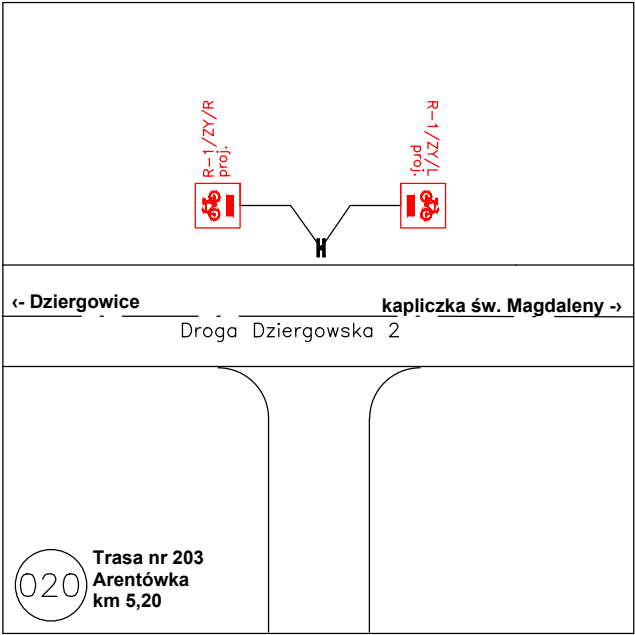 R-1/ZY/R
proj.
R-1/ZY/L
proj.
‹- Dziergowice
kapliczka św. Magdaleny -›
Droga Dziergowska 2
020
Trasa nr 203
Arentówka
km 5,20